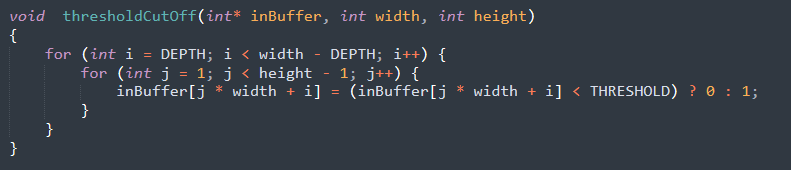 void  thresholdCutOff(int* inBuffer, int width, int height)
{
    for (int i = DEPTH; i < width - DEPTH; i++) {
        for (int j = 1; j < height - 1; j++) {
            inBuffer[j * width + i] = (inBuffer[j * width + i] < THRESHOLD) ? 0 : 1;
        }
    }
}